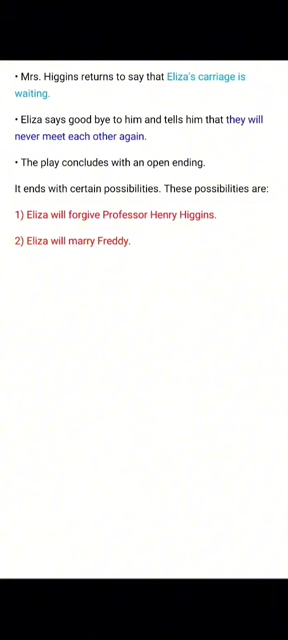 • Mrs. Higgins returns to say that Eliza's carriage is
waiting.
• Eliza says good bye to him and tells him that they will
never meet each other again.
• The play concludes with an open ending.
It ends with certain possibilities. These possibilities are:
1) Eliza will forgive Professor Henry Higgins.
2) Eliza will marry Freddy.